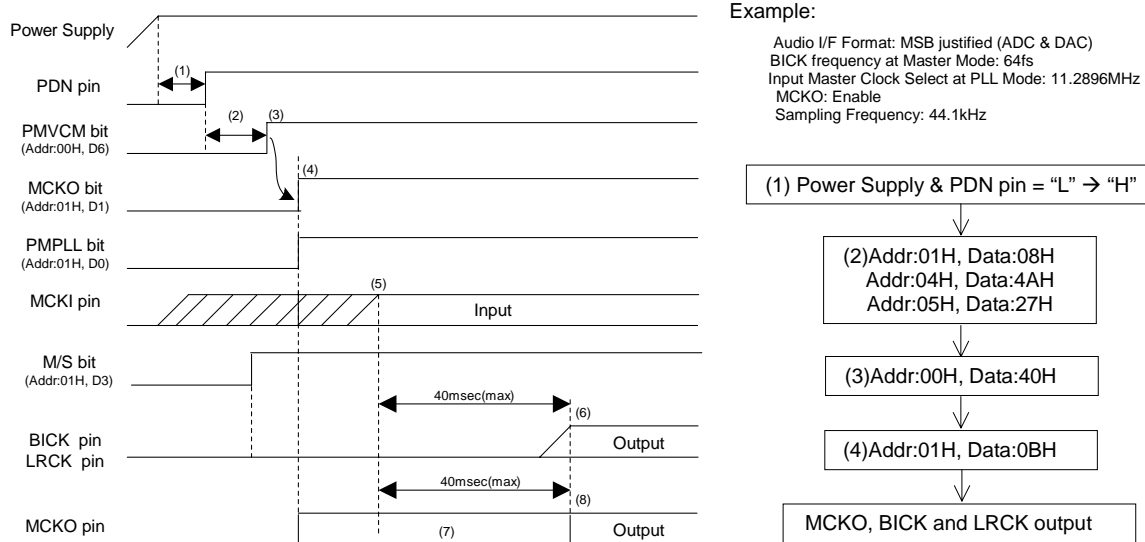 Power Supply
(1)
PDN pin
(2)
(3)
PMVCM bit
(Addr:00H, D6)
(4)
MCKO bit
(Addr:01H, D1)
PMPLL bit
(Addr:01H, D0)
(5)
MCKI pin
Input
M/S bit
(Addr:01H, D3)
40msec(max)
(6)
BICK pin
LRCK pin
Output
40msec(max)
(8)
MCKO pin
(7)
Output
Example:
Audio I/F Format: MSB justified (ADC & DAC)
BICK frequency at Master Mode: 64fs
Input Master Clock Select at PLL Mode: 11.2896MHz
MCKO: Enable
Sampling Frequency: 44.1kHz
(1) Power Supply & PDN pin = “L” → “H”
(2)Addr:01H, Data:08H
Addr:04H, Data:4AH
Addr:05H, Data:27H
(3)Addr:00H, Data:40H
(4)Addr:01H, Data:0BH
MCKO, BICK and LRCK output